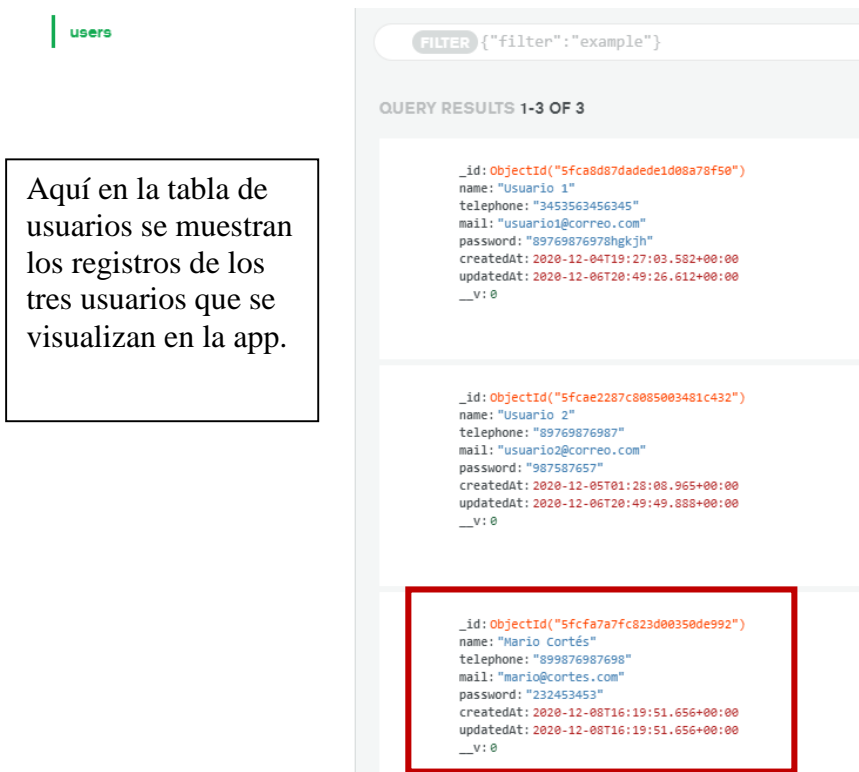 users
FILTER {"filter":"example"}
QUERY RESULTS 1-3 OF 3
Aquí en la tabla de
usuarios se muestran
los registros de los
tres usuarios que se
visualizan en la app.
_id: ObjectId("5fca8d87dadede1d08a78f50")
name: "Usuario 1"
telephone: "3453563456345"
mail: "usuario1@correo.com"
password: "89769876978hgkjh"
createdAt: 2020-12-04T19:27:03.582+00:00
updatedAt: 2020-12-06T20:49:26.612+00:00
__v: 0
_id: ObjectId("5fcae2287c8085003481c432")
name: "Usuario 2"
telephone: "89769876987"
mail: "usuario2@correo.com"
password: "987587657"
createdAt: 2020-12-05T01:28:08.965+00:00
updatedAt: 2020-12-06T20:49:49.888+00:00
__v: 0
_id: ObjectId("5fcfa7a7fc823d00350de992")
name: "Mario Cortés"
telephone: "899876987698"
mail: "mario@cortes.com"
password: "232453453"
createdAt: 2020-12-08T16:19:51.656+00:00
updatedAt: 2020-12-08T16:19:51.656+00:00
__v: 0